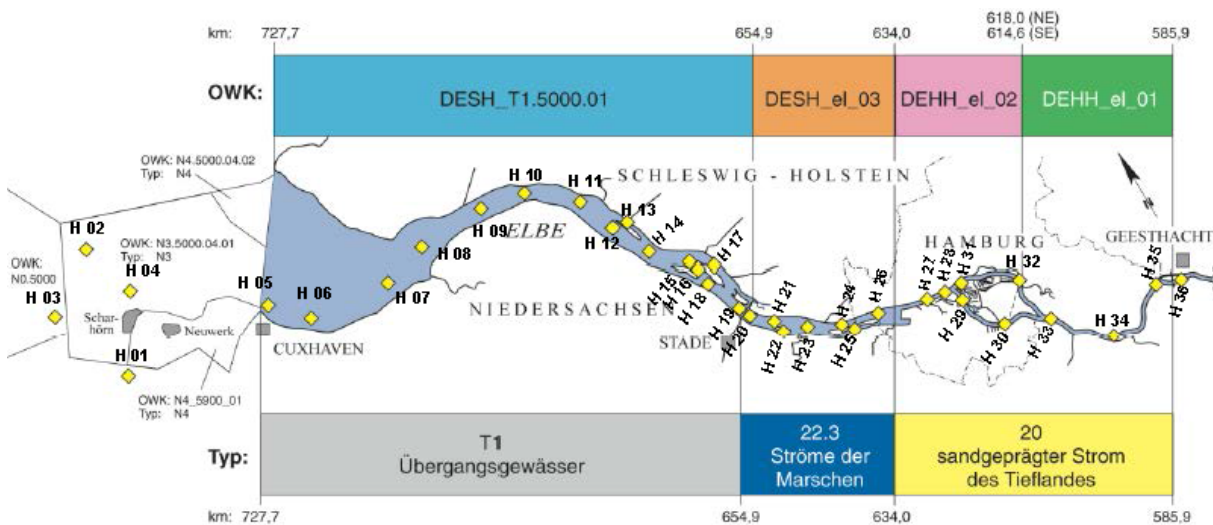 618,0 (NE)
km: 727,7 654,9 634,0 614,6 (SE) 585,9
OWK: DESH_T1.5000.01 DESH_el_03 DEHH_el_02 DEHH_el_01
OWK: N4.5000.04.02
Typ: N4
H 10
H 11
SCHLESWIG - HOLSTEIN
H 13
H 02
OWK: N3.5000.04.01
Typ: N3
H 09
ELBE
H 12
H 14
H 17
HAMBURG
GEESTHACHT
OWK:
N0.5000
H 04
H 08
H 03
H 05
H 06
H 07
H 15
H 16
H 18
H 21
H 24
H 26
H 27
H 28
H 31
H 32
H 35
H 36
NIEDERSACHSEN
Schar-
hörn
Neuwerk
CUXHAVEN
STADE
H 19
H 20
H 22
H 23
H 25
H 29
H 30
H 33
H 34
H 01
OWK: N4_5900_01
Typ: N4
N
Typ:
T1
Übergangsgewässer
22.3
Ströme der
Marschen
20
sandgeprägter Strom
des Tieflandes
km: 727,7 654,9 634,0 585,9